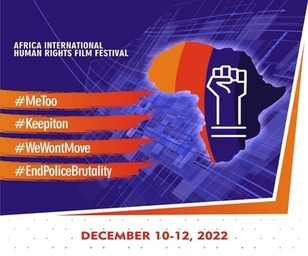 AFRICA INTERNATIONAL
HUMAN RIGHTS FILM FESTIVAL
#MeToo
#Keepiton
#WeWontMove
#EndPoliceBrutality
DECEMBER 10-12, 2022